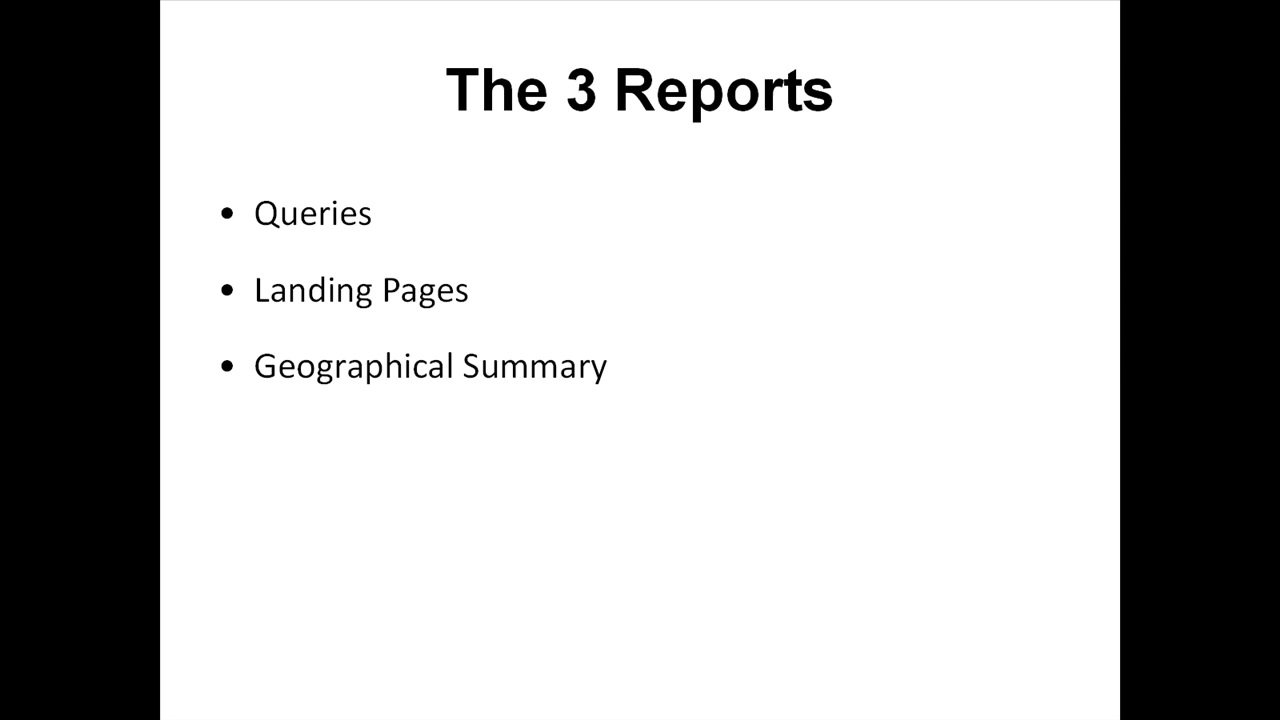 The 3 Reports
• Queries
• Landing Pages
• Geographical Summary